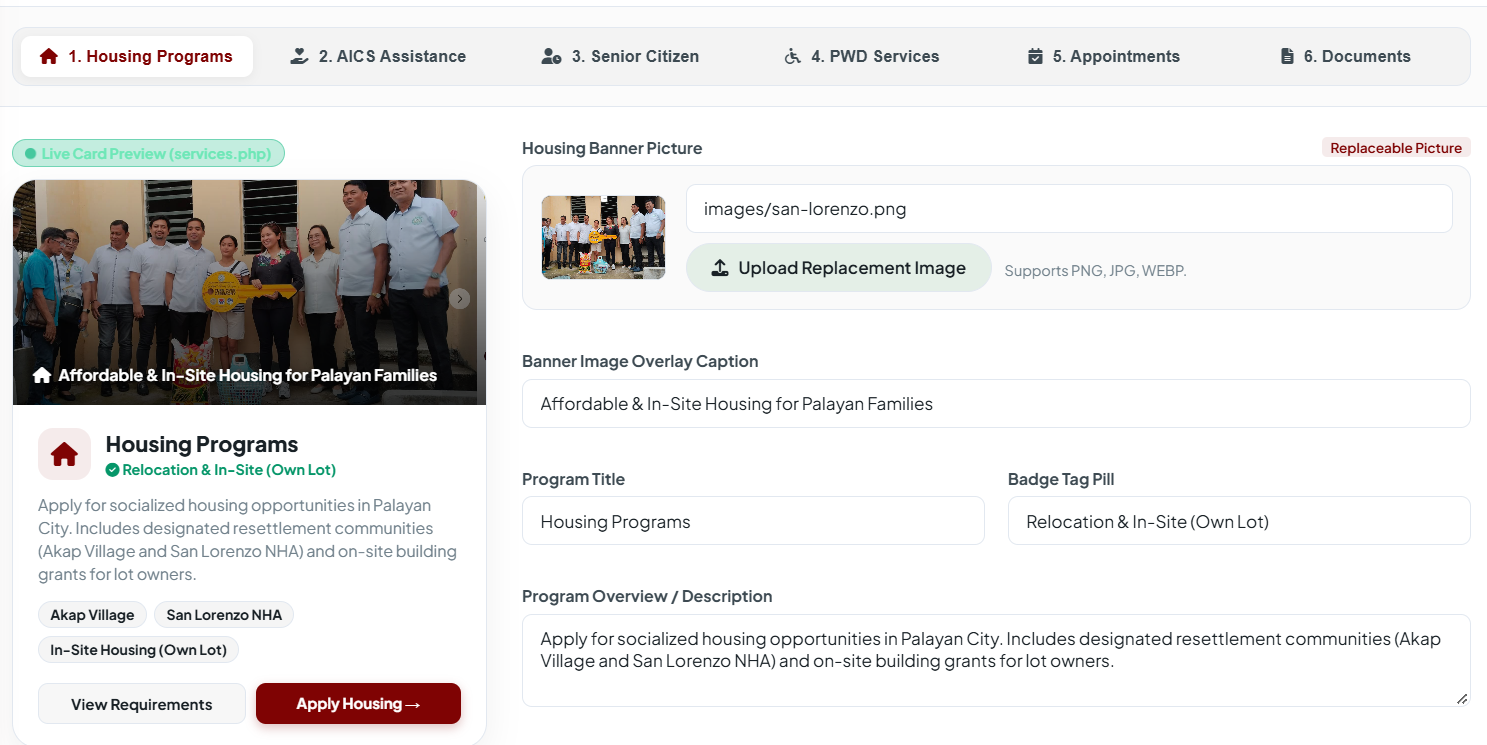 1. Housing Programs
2. AICS Assistance
3. Senior Citizen
4. PWD Services
5. Appointments
6. Documents
Live Card Preview (services.php)
Affordable & In-Site Housing for Palayan Families
Housing Programs
Relocation & In-Site (Own Lot)
Apply for socialized housing opportunities in Palayan
City. Includes designated resettlement communities
(Akap Village and San Lorenzo NHA) and on-site building
grants for lot owners.
Akap Village
San Lorenzo NHA
In-Site Housing (Own Lot)
View Requirements
Apply Housing →
Housing Banner Picture
Replaceable Picture
images/san-lorenzo.png
Upload Replacement Image
Supports PNG, JPG, WEBP.
Banner Image Overlay Caption
Affordable & In-Site Housing for Palayan Families
Program Title
Housing Programs
Badge Tag Pill
Relocation & In-Site (Own Lot)
Program Overview / Description
Apply for socialized housing opportunities in Palayan City. Includes designated resettlement communities (Akap
Village and San Lorenzo NHA) and on-site building grants for lot owners.